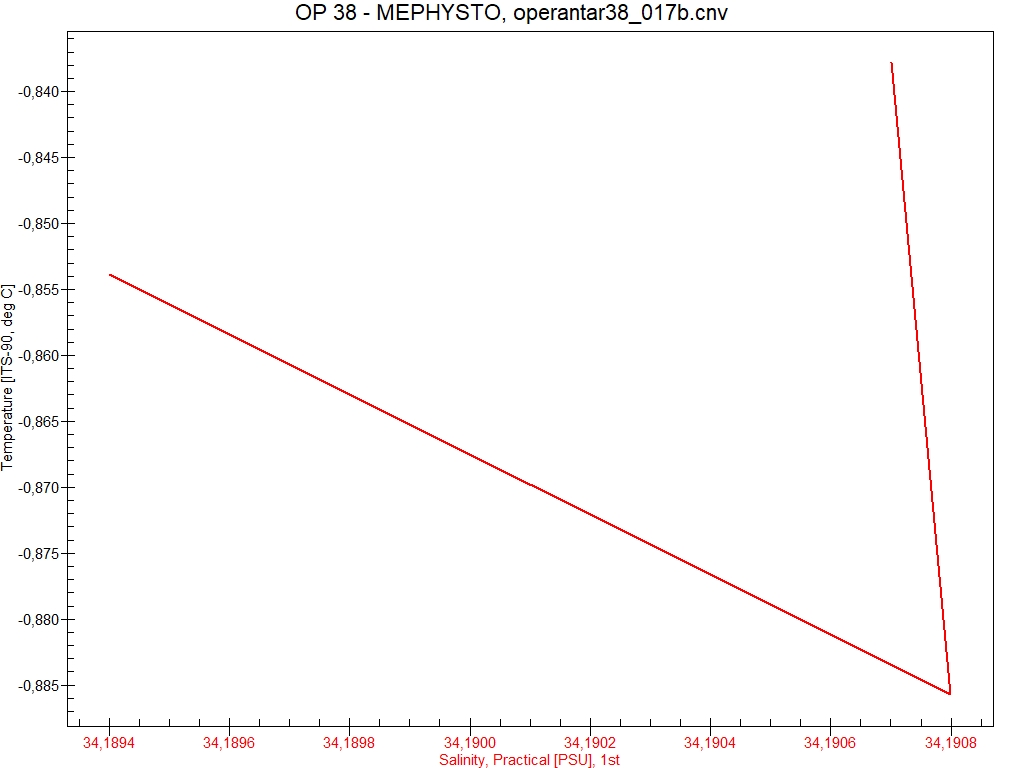 OP 38 - MEPHYSTO, operantar38_017b.cnv
-0,840
-0,845
-0,850
-0,855
-0,860
-0,865
-0,870
-0,875
-0,880
-0,885
Temperature [ITS-90, deg C]
34,1894 34,1896 34,1898 34,1900 34,1902 34,1904 34,1906 34,1908
Salinity, Practical [PSU], 1st